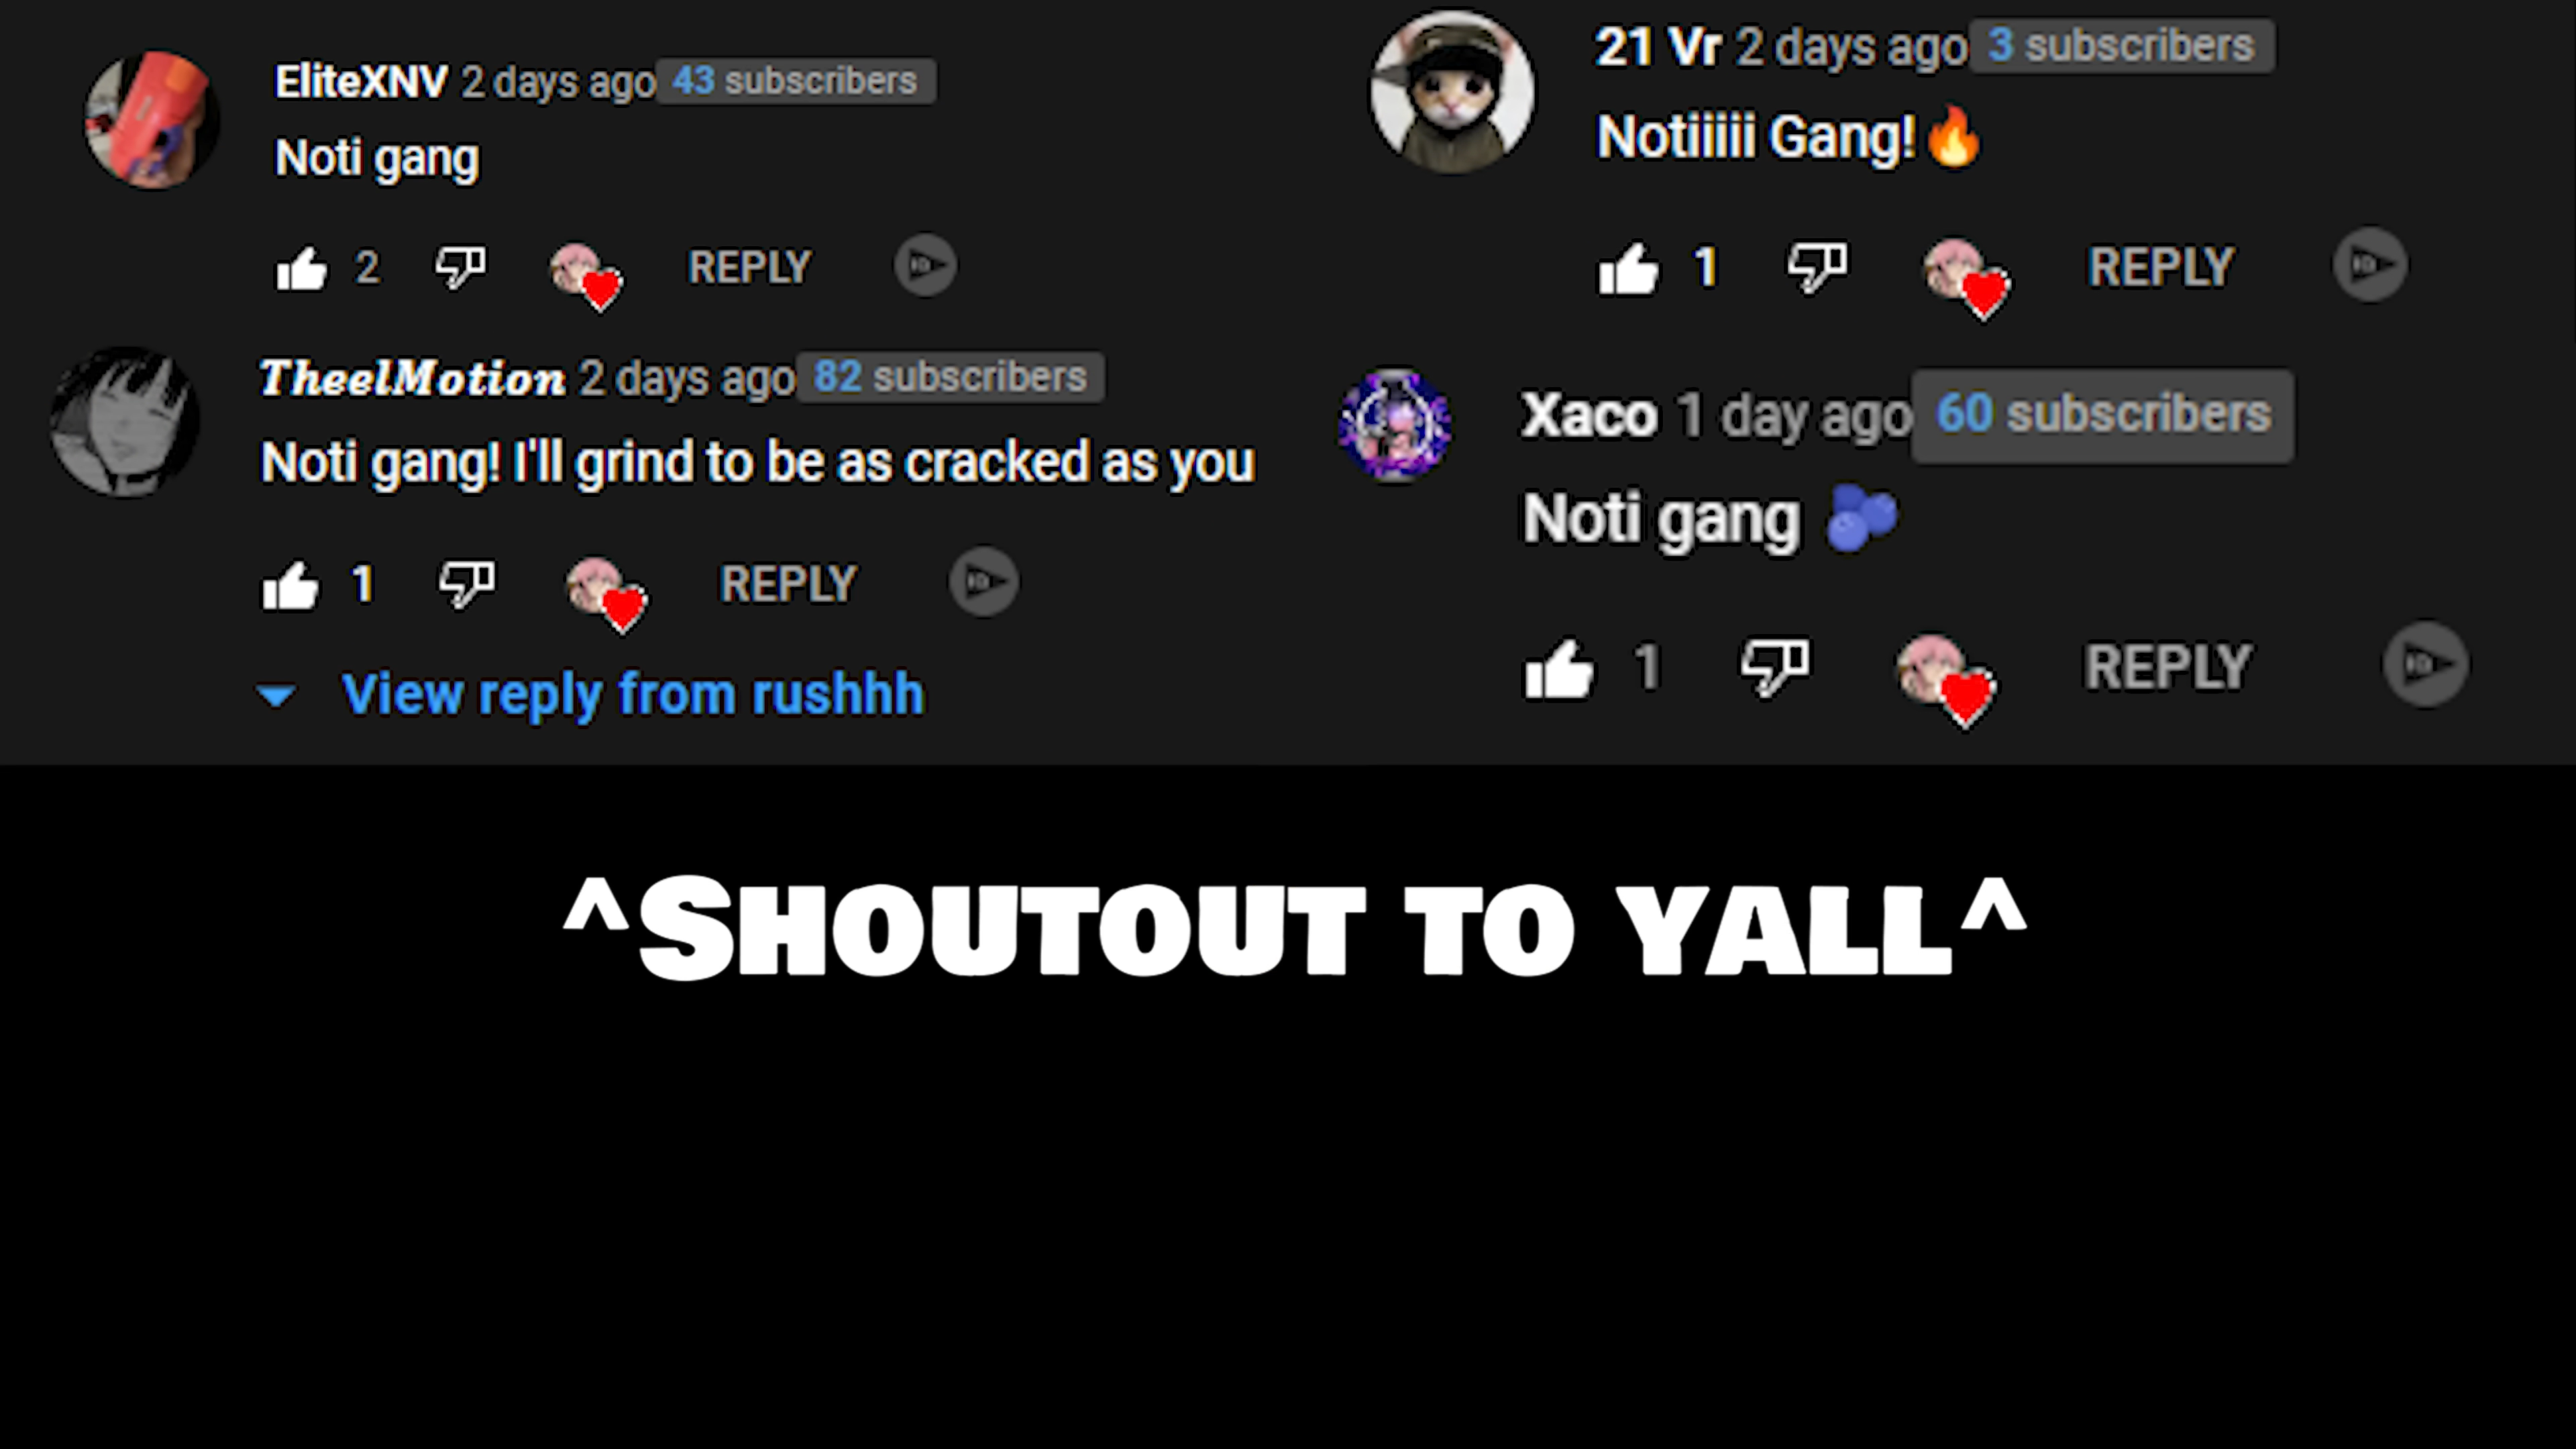 EliteXNV 2 days ago 43 subscribers
Noti gang
2 REPLY
TheelMotion 2 days ago 82 subscribers
Noti gang! I'll grind to be as cracked as you
1 REPLY
View reply from rushhh
21 Vr 2 days ago 3 subscribers
Notiiiii Gang!🔥
1 REPLY
Xaco 1 day ago 60 subscribers
Noti gang 🫐
1 REPLY
^Shoutout to yall^